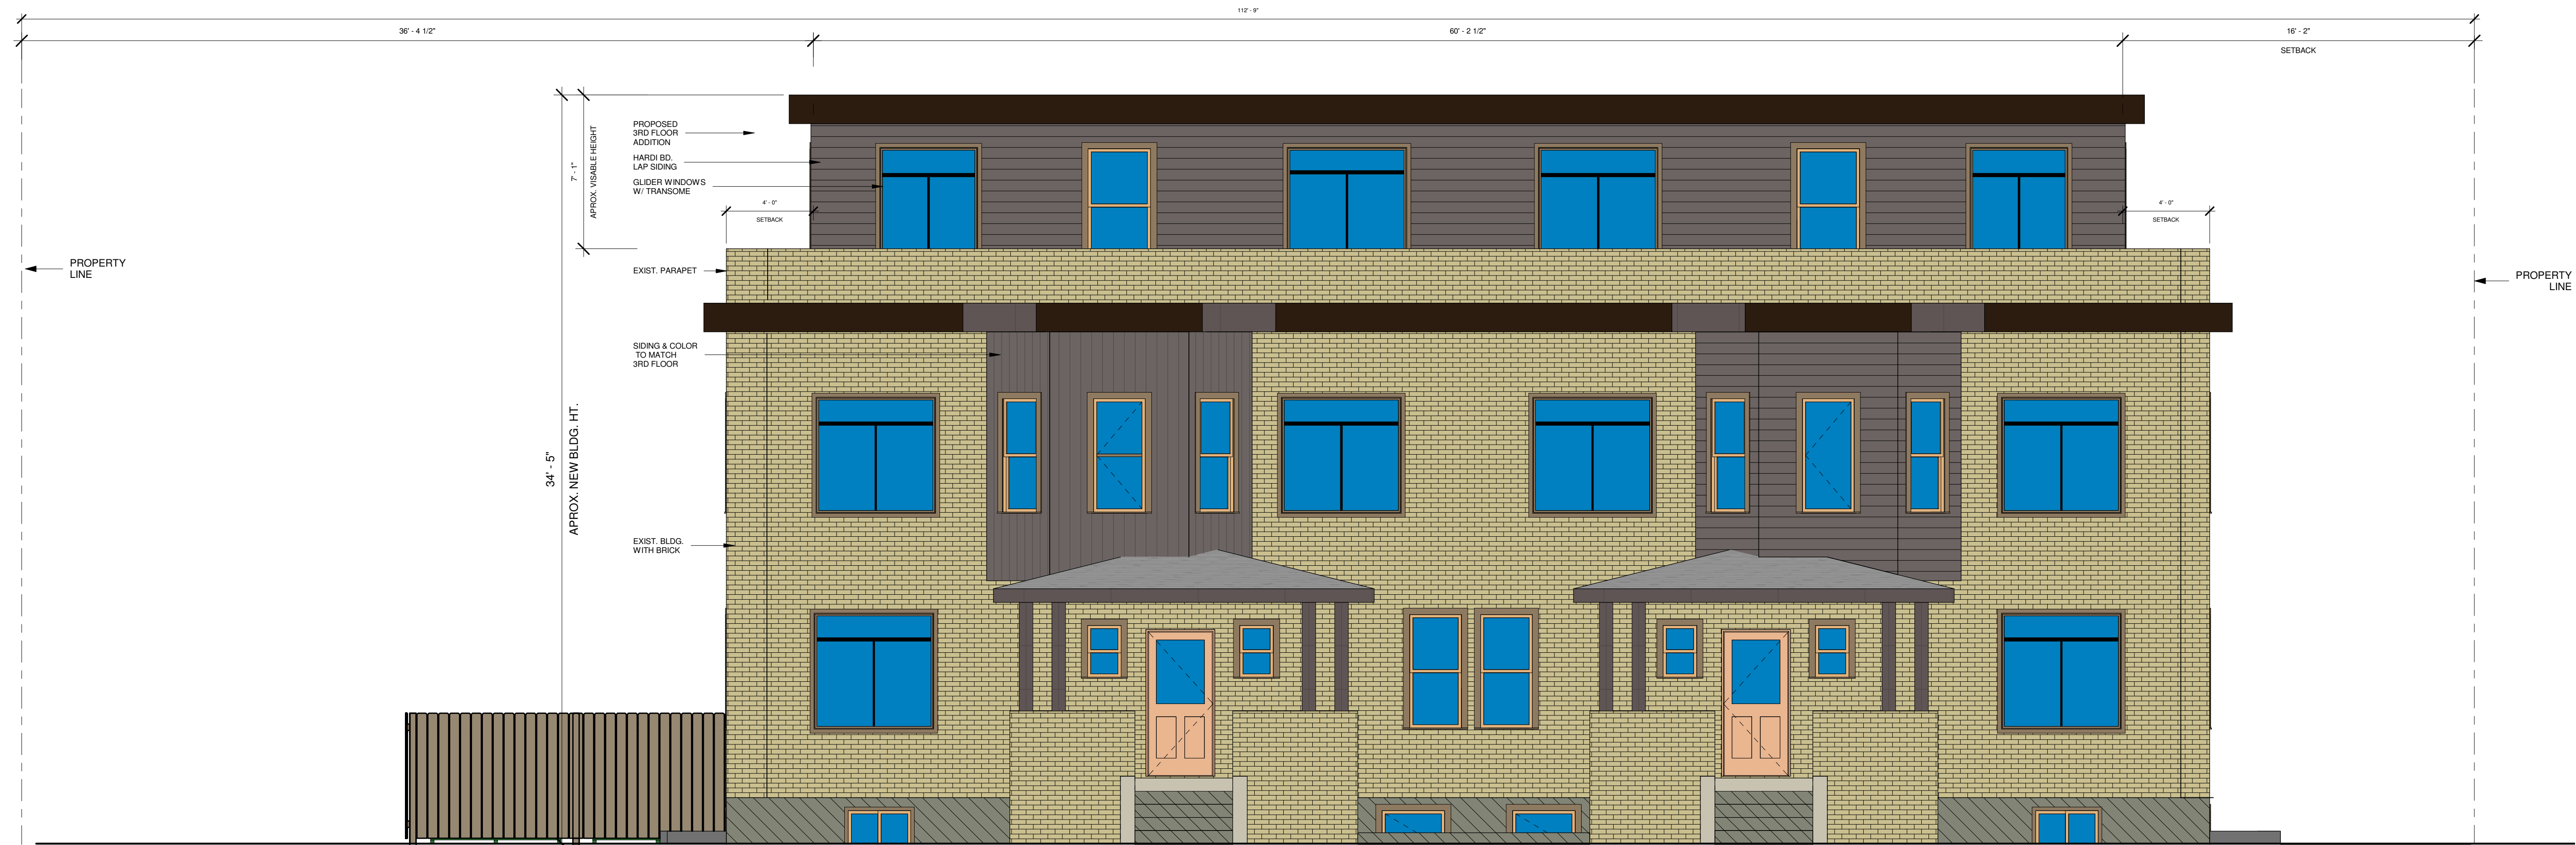 112' - 9"
36' - 4 1/2"
60' - 2 1/2"
16' - 2"
SETBACK
PROPOSED
3RD FLOOR
ADDITION
HARDI BD.
LAP SIDING
GLIDER WINDOWS
W/ TRANSOME
7' - 1"
APROX. VISABLE HEIGHT
4' - 0"
SETBACK
4' - 0"
SETBACK
PROPERTY
LINE
EXIST. PARAPET
PROPERTY
LINE
SIDING & COLOR
TO MATCH
3RD FLOOR
34' - 5"
APROX. NEW BLDG. HT.
EXIST. BLDG.
WITH BRICK